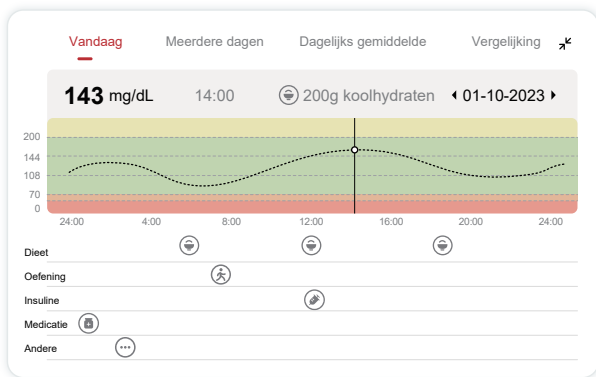 Vandaag Meerdere dagen Dagelijks gemiddelde Vergelijking
143 mg/dL 14:00 200g koolhydraten 01-10-2023
200
144
108
70
0
24:00 4:00 8:00 12:00 16:00 20:00 24:00
Dieet
Oefening
Insuline
Medicatie
Andere